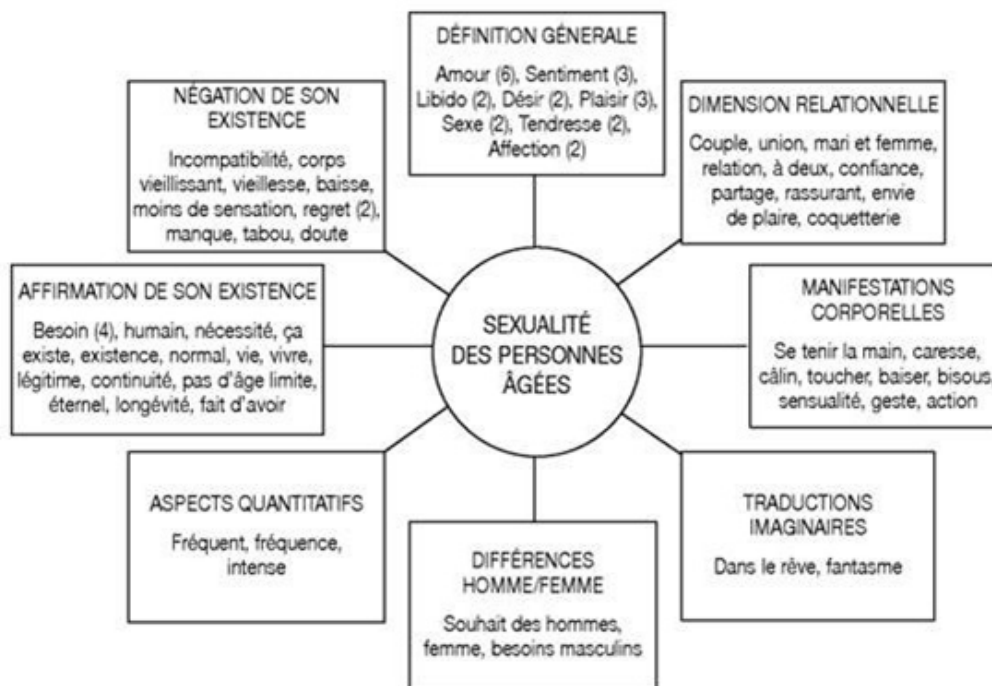 DÉFINITION GÉNERALE
Amour (6), Sentiment (3),
Libido (2), Désir (2), Plaisir (3),
Sexe (2), Tendresse (2),
Affection (2)
NÉGATION DE SON
EXISTENCE
Incompatibilité, corps
vieillissant, vieillesse, baisse,
moins de sensation, regret (2),
manque, tabou, doute
DIMENSION RELATIONNELLE
Couple, union, mari et femme,
relation, à deux, confiance,
partage, rassurant, envie
de plaire, coquetterie
AFFIRMATION DE SON EXISTENCE
Besoin (4), humain, nécessité, ça
existe, existence, normal, vie, vivre,
légitime, continuité, pas d'âge limite,
éternel, longévité, fait d'avoir
SEXUALITÉ
DES PERSONNES
ÂGÉES
MANIFESTATIONS
CORPORELLES
Se tenir la main, caresse,
câlin, toucher, baiser, bisous,
sensualité, geste, action
ASPECTS QUANTITATIFS
Fréquent, fréquence,
intense
DIFFÉRENCES
HOMME/FEMME
Souhait des hommes,
femme, besoins masculins
TRADUCTIONS
IMAGINAIRES
Dans le rêve, fantasme